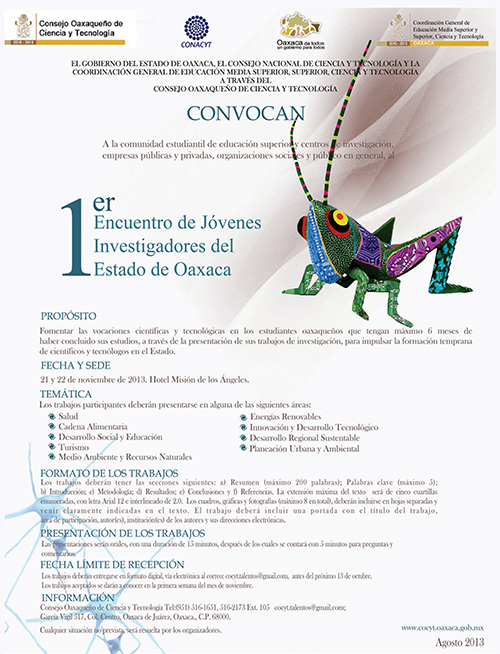 Consejo Oaxaqueño de
Ciencia y Tecnología
2010 - 2016
CONACYT
Oaxaca de todos
un gobierno para todos
Coordinación General de
Educación Media Superior y
Superior, Ciencia y Tecnología
OAXACA
EL GOBIERNO DEL ESTADO DE OAXACA, EL CONSEJO NACIONAL DE CIENCIA Y TECNOLOGÍA Y LA
COORDINACIÓN GENERAL DE EDUCACIÓN MEDIA SUPERIOR, SUPERIOR, CIENCIA Y TECNOLOGÍA
A TRAVÉS DEL
CONSEJO OAXAQUEÑO DE CIENCIA Y TECNOLOGÍA
CONVOCAN
A la comunidad estudiantil de educación superior y centros de investigación,
empresas públicas y privadas, organizaciones sociales y público en general, al
1er
Encuentro de Jóvenes
Investigadores del
Estado de Oaxaca
PROPÓSITO
Fomentar las vocaciones científicas y tecnológicas en los estudiantes oaxaqueños que tengan máximo 6 meses de
haber concluido sus estudios, a través de la presentación de sus trabajos de investigación, para impulsar la formación temprana
de científicos y tecnólogos en el Estado.
FECHA Y SEDE
21 y 22 de noviembre de 2013. Hotel Misión de los Ángeles.
TEMÁTICA
Los trabajos participantes deberán presentarse en alguna de las siguientes áreas:
Salud
Cadena Alimentaria
Desarrollo Social y Educación
Turismo
Medio Ambiente y Recursos Naturales
Energías Renovables
Innovación y Desarrollo Tecnológico
Desarrollo Regional Sustentable
Planeación Urbana y Ambiental
FORMATO DE LOS TRABAJOS
Los trabajos deberán tener las secciones siguientes: a) Resumen (máximo 200 palabras); Palabras clave (máximo 5);
b) Introducción; c) Metodología; d) Resultados; e) Conclusiones y f) Referencias. La extensión máxima del texto será de cinco cuartillas
enumeradas, con letra Arial 12 e interlineado de 2.0. Los cuadros, gráficas y fotografías (máximo 8 en total), deberán incluirse en hojas separadas y
venir claramente indicadas en el texto. El trabajo deberá incluir una portada con el título del trabajo,
área de participación, autor(es), institución(es) de los autores y sus direcciones electrónicas.
PRESENTACIÓN DE LOS TRABAJOS
Las presentaciones serán orales, con una duración de 15 minutos, después de los cuales se contará con 5 minutos para preguntas y
comentarios.
FECHA LÍMITE DE RECEPCIÓN
Los trabajos deberán entregarse en formato digital, vía electrónica al correo: cocyt.talentos@gmail.com, antes del próximo 13 de octubre.
Los trabajos aceptados se darán a conocer en la primera semana del mes de noviembre.
INFORMACIÓN
Consejo Oaxaqueño de Ciencia y Tecnología Tel:(951) 516-1651, 516-2173 Ext. 105 cocyt.talentos@gmail.com;
García Vigil 517, Col. Centro, Oaxaca de Juárez, Oaxaca., C.P. 68000.
Cualquier situación no prevista, será resuelta por los organizadores.
www.cocyt.oaxaca.gob.mx
Agosto 2013